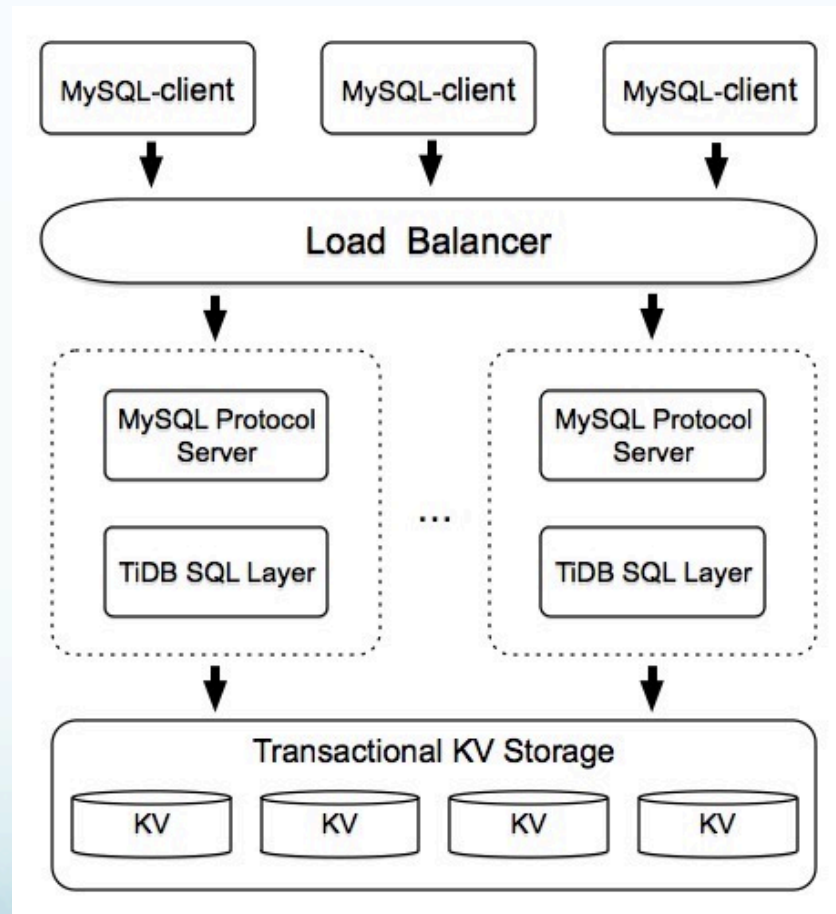 MySQL-client MySQL-client MySQL-client
Load Balancer
MySQL Protocol
Server
TiDB SQL Layer
...
MySQL Protocol
Server
TiDB SQL Layer
Transactional KV Storage
KV KV KV KV